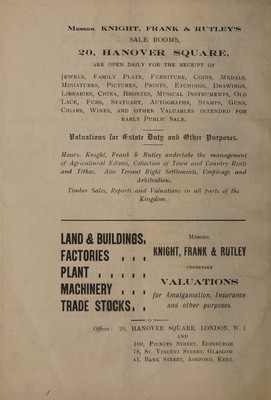 Messrs. KNIGHT, FRANK & RUTLEY'S
SALE ROOMS,
20, HANOVER SQUARE,
ARE OPEN DAILY FOR THE RECEIPT OF
Jewels, Family Plate, Furniture, Coins, Medals,
Miniatures, Pictures, Prints, Etchings, Drawings,
Libraries, China, Bronzes, Musical Instruments, Old
Lace, Furs, Statuary, Autographs, Stamps, Guns,
Cigars, Wines, and other Valuables intended for
early Public Sale.
Valuations for Estate Duty and Other Purposes.
Messrs. Knight, Frank & Rutley undertake the management
of Agricultural Estates, Collection of Town and Country Rents
and Tithes. Also Tenant Right Settlements, Umpirage and
Arbitration,
Timber Sales, Reports and Valuations in all parts of the
Kingdom.
LAND & BUILDINGS,
FACTORIES . . .
PLANT . . . . .
MACHINERY . . .
TRADE STOCKS. .
Messrs.
KNIGHT, FRANK & RUTLEY
UNDERTAKE
VALUATIONS
for Amalgamation, Insurance
and other purposes.
Offices: 20, HANOVER SQUARE, LONDON, W. 1
AND
100, Princes Street, Edinburgh
78, St. Vincent Street, Glasgow
41, Bank Street, Ashford, Kent.